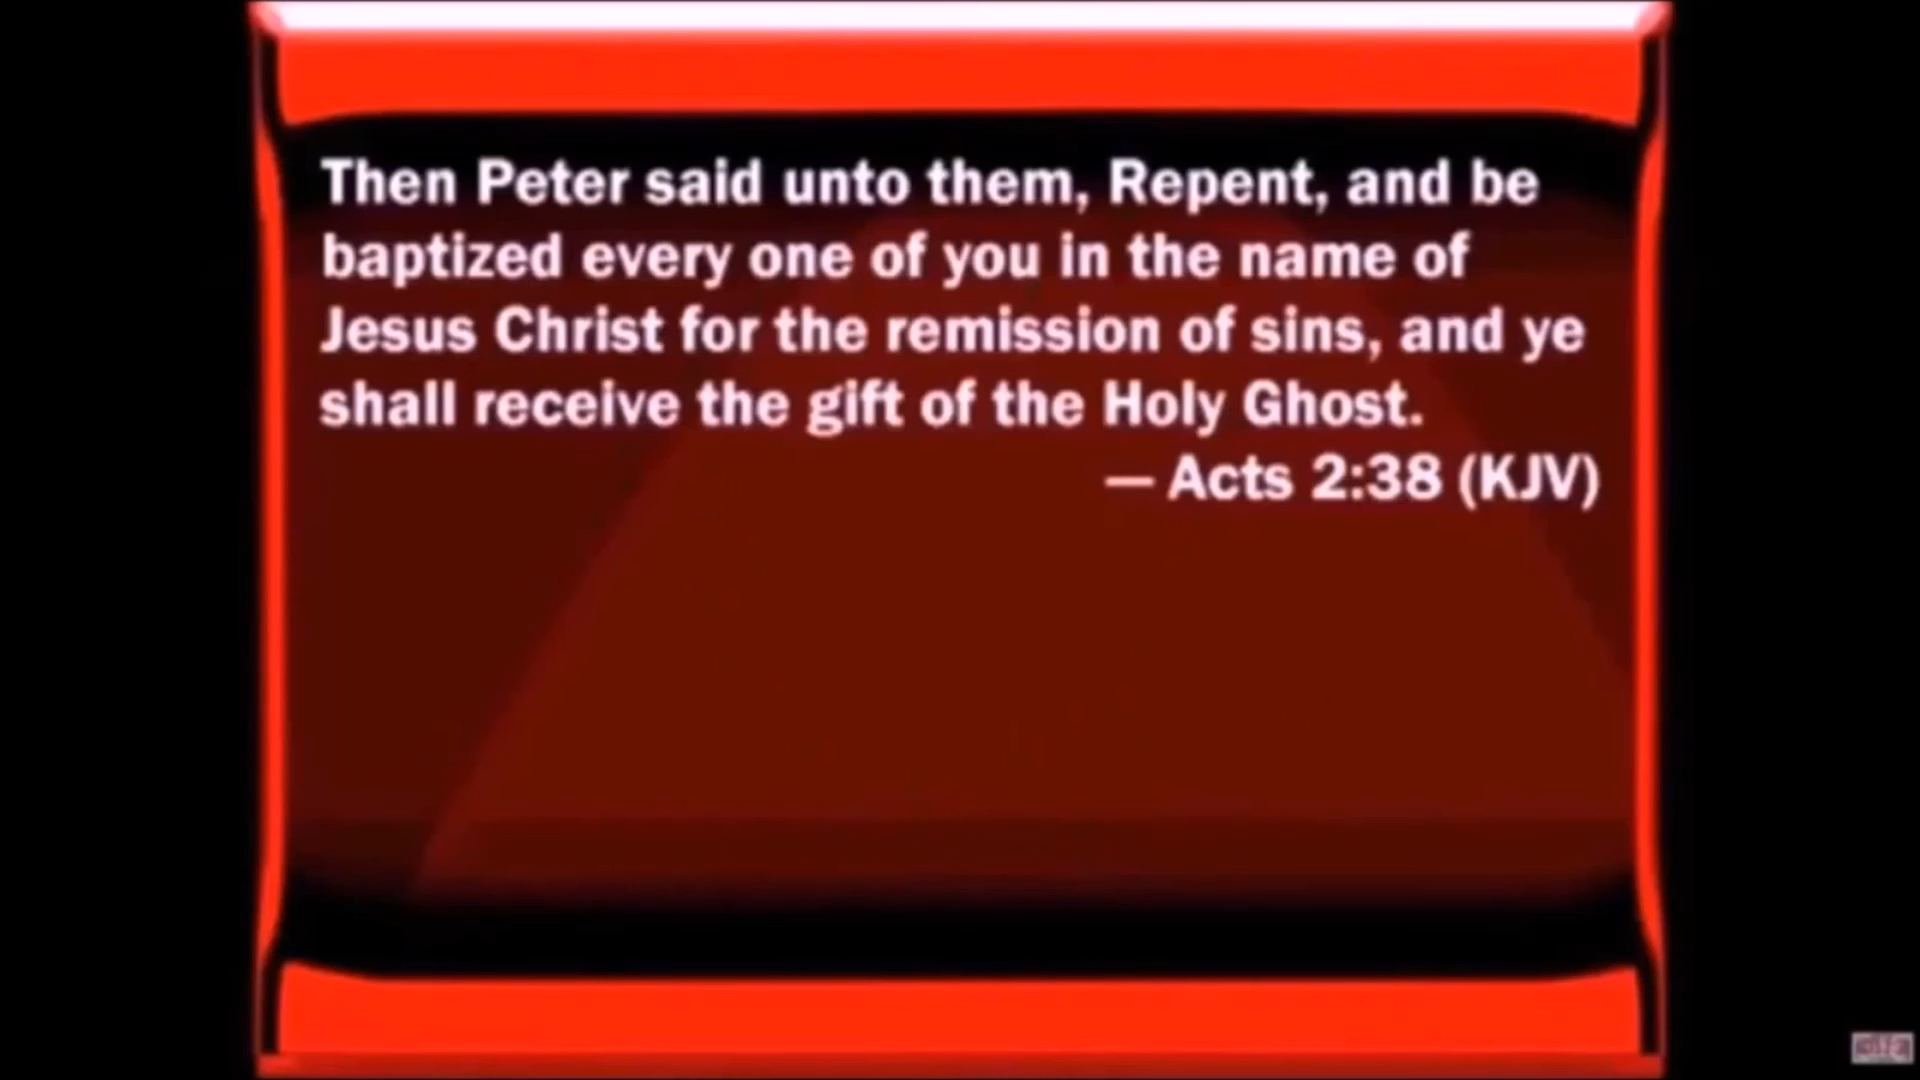 Then Peter said unto them, Repent, and be
baptized every one of you in the name of
Jesus Christ for the remission of sins, and ye
shall receive the gift of the Holy Ghost.
— Acts 2:38 (KJV)